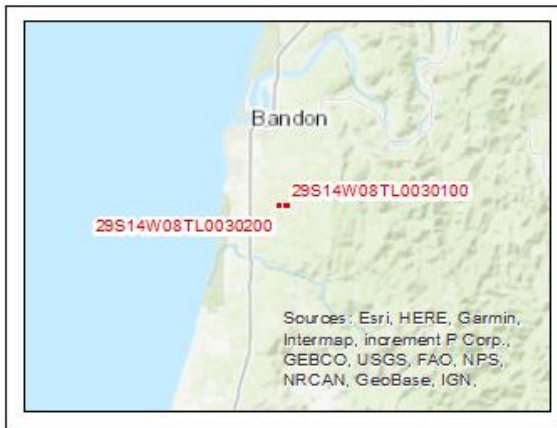 Bandon
29S14W08TL0030100
29S14W08TL0030200
Sources: Esri, HERE, Garmin,
Intermap, increment P Corp.,
GEBCO, USGS, FAO, NPS,
NRCAN, GeoBase, IGN,